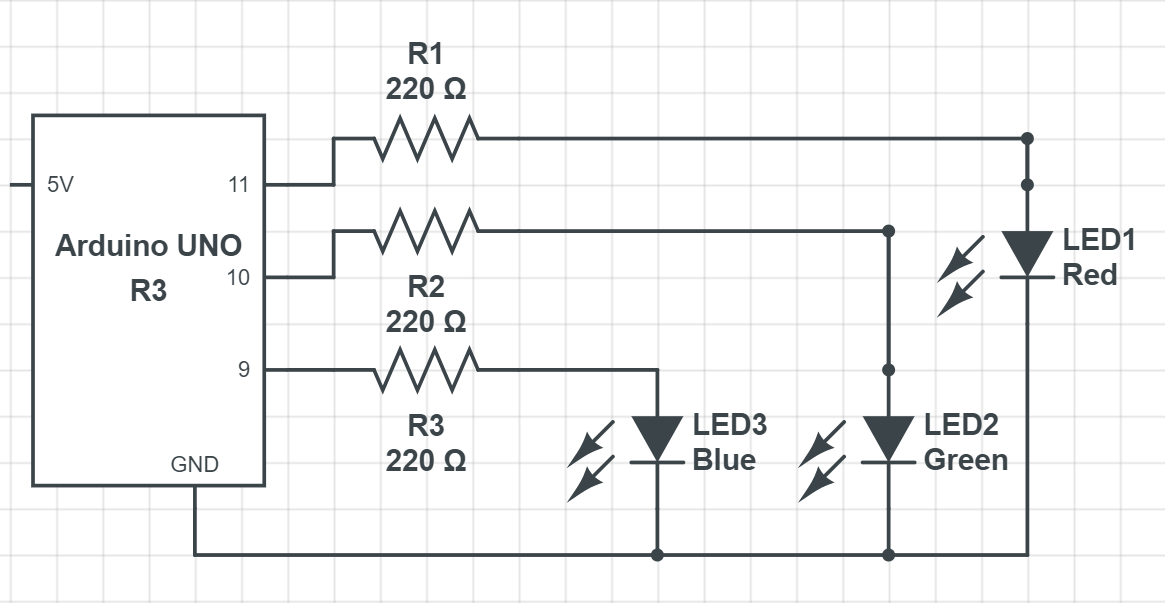 R1
220 Ω
5V
11
Arduino UNO
R3
10
R2
220 Ω
9
R3
220 Ω
GND
LED1
Red
LED3
Blue
LED2
Green